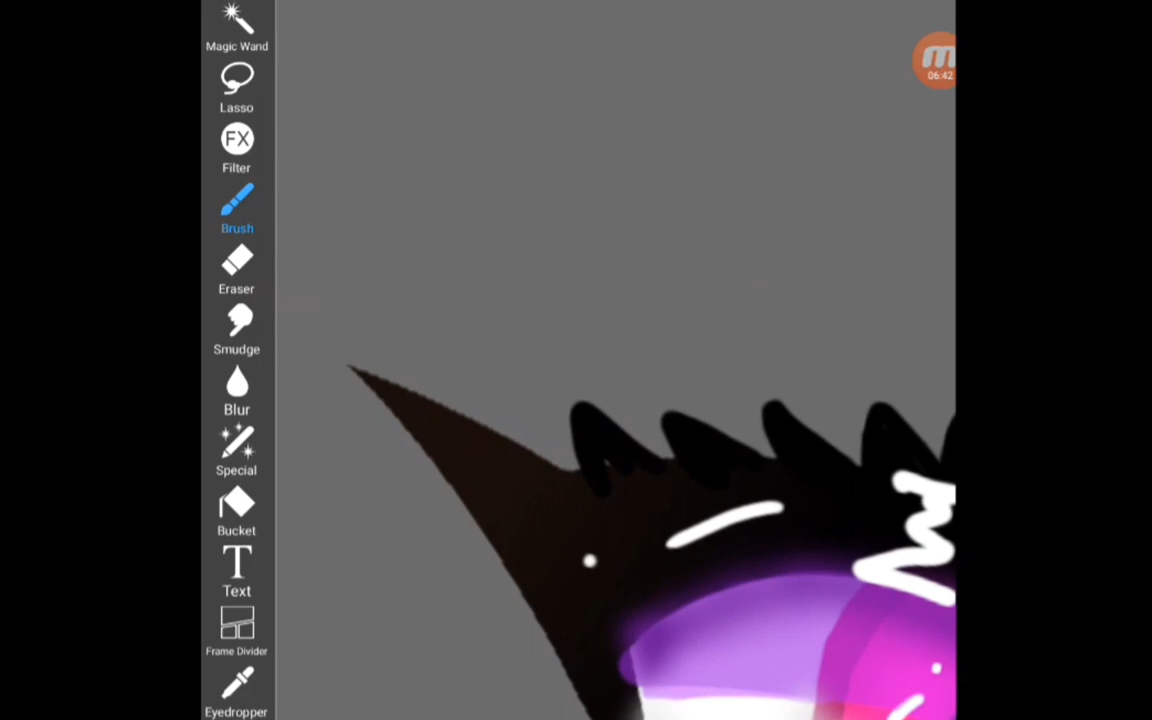 Magic Wand
06:42
Lasso
FX
Filter
Brush
Eraser
Smudge
Blur
Special
Bucket
T
Text
Frame Divider
Eyedropper